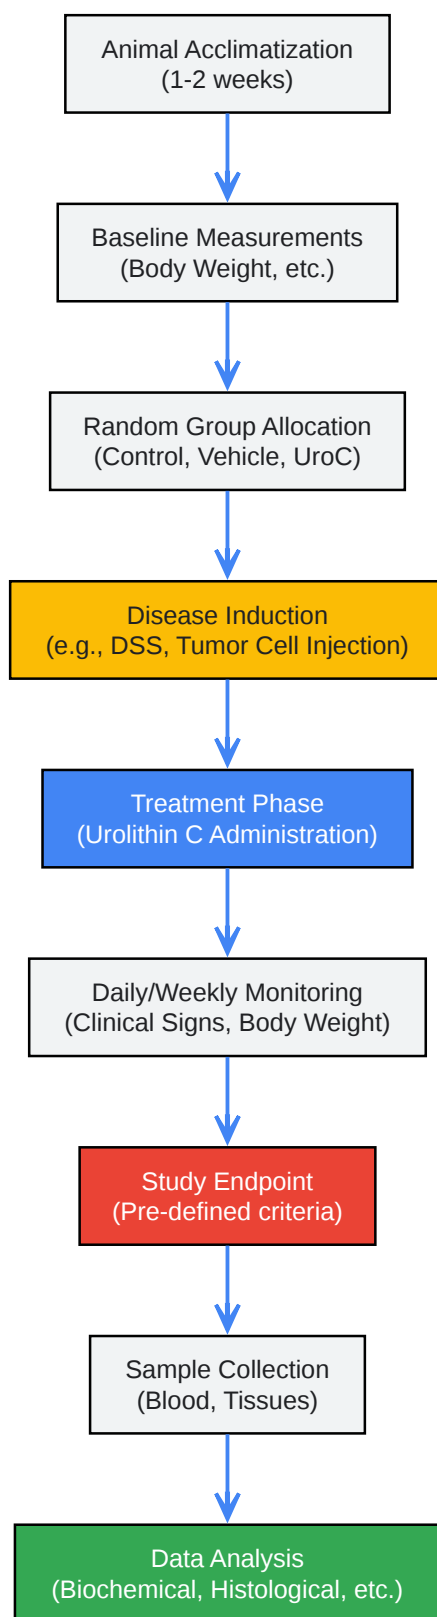 Animal Acclimatization
(1-2 weeks)
Baseline Measurements
(Body Weight, etc.)
Random Group Allocation
(Control, Vehicle, UroC)
Disease Induction
(e.g., DSS, Tumor Cell Injection)
Treatment Phase
(Urolithin C Administration)
Daily/Weekly Monitoring
(Clinical Signs, Body Weight)
Study Endpoint
(Pre-defined criteria)
Sample Collection
(Blood, Tissues)
Data Analysis
(Biochemical, Histological, etc.)